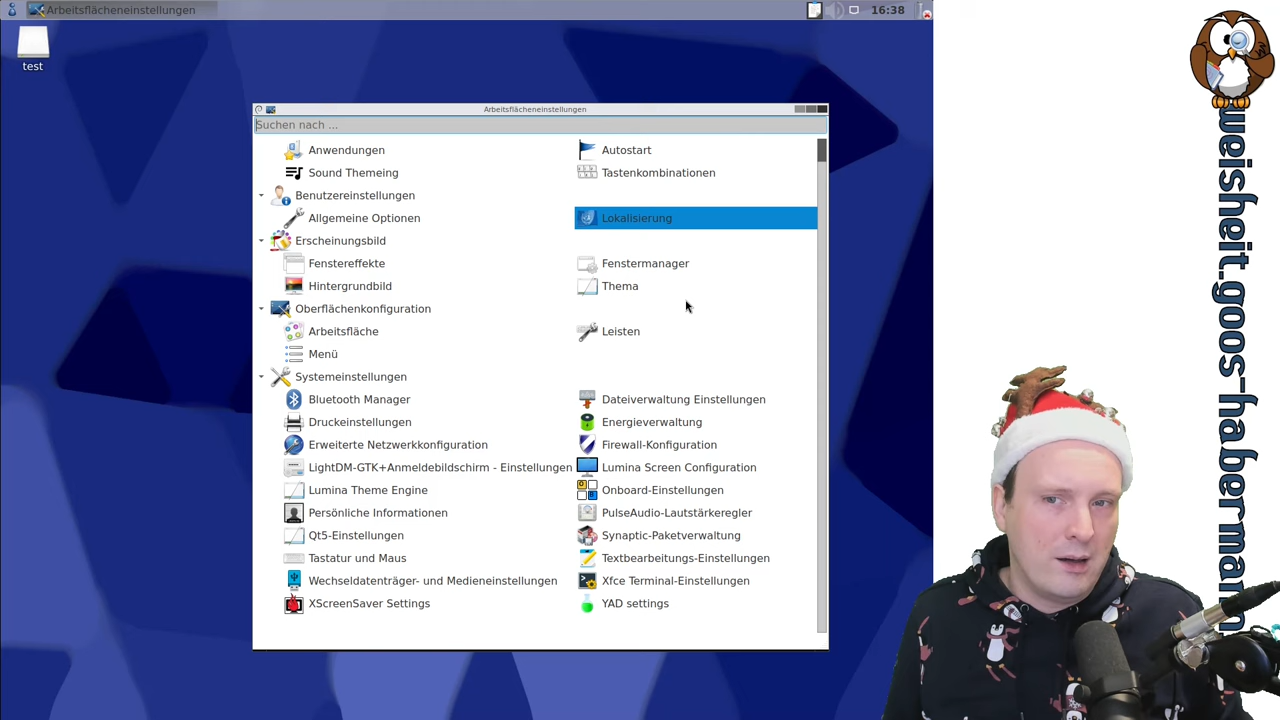 Arbeitsflächeneinstellungen
16:38
test
Arbeitsflächeneinstellungen
Suchen nach ...
Anwendungen
Autostart
Sound Themeing
Tastenkombinationen
Benutzereinstellungen
Allgemeine Optionen
Lokalisierung
Erscheinungsbild
Fenstereffekte
Fenstermanager
Hintergrundbild
Thema
Oberflächenkonfiguration
Arbeitsfläche
Leisten
Menü
Systemeinstellungen
Bluetooth Manager
Dateiverwaltung Einstellungen
Druckeinstellungen
Energieverwaltung
Erweiterte Netzwerkkonfiguration
Firewall-Konfiguration
LightDM-GTK+Anmeldebildschirm - Einstellungen
Lumina Screen Configuration
Lumina Theme Engine
Onboard-Einstellungen
Persönliche Informationen
PulseAudio-Lautstärkeregler
Qt5-Einstellungen
Synaptic-Paketverwaltung
Tastatur und Maus
Textbearbeitungs-Einstellungen
Wechseldatenträger- und Medieneinstellungen
Xfce Terminal-Einstellungen
XScreenSaver Settings
YAD settings
weisheit.goos-habermann